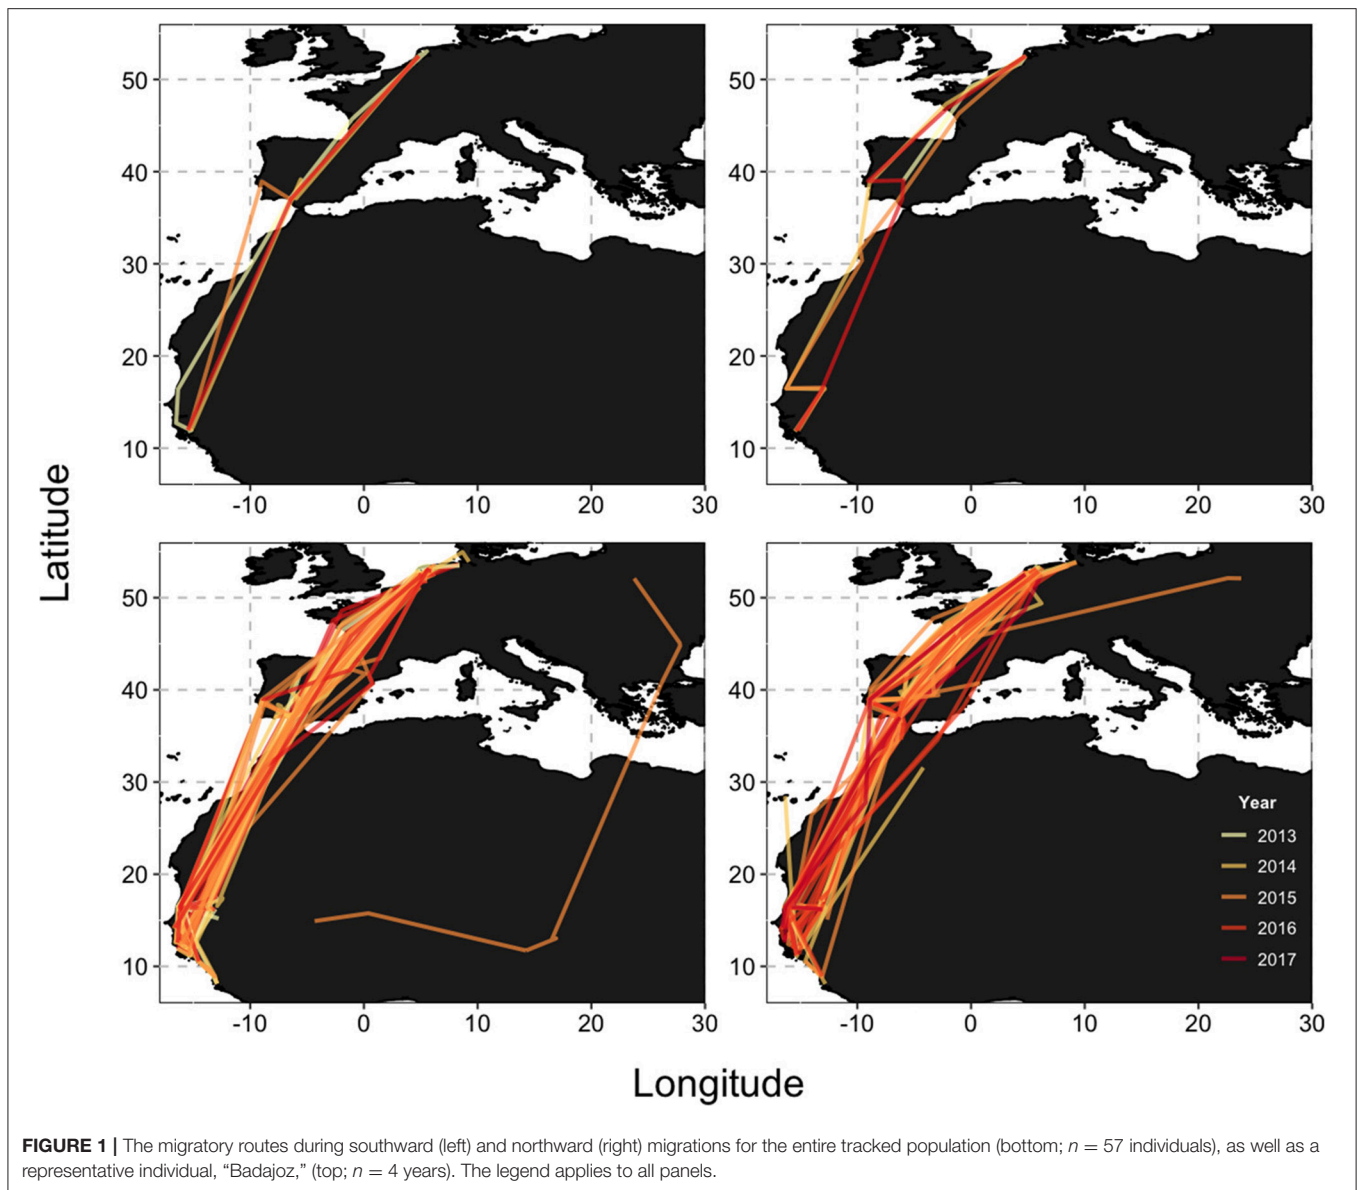 50
40
30
20
10
-10 0 10 20 30
50
40
30
20
10
-10 0 10 20 30
Latitude
50
40
30
20
10
-10 0 10 20 30
50
40
30
20
10
-10 0 10 20 30
Year
2013
2014
2015
2016
2017
Longitude
FIGURE 1 | The migratory routes during southward (left) and northward (right) migrations for the entire tracked population (bottom; n = 57 individuals), as well as a
representative individual, “Badajoz,” (top; n = 4 years). The legend applies to all panels.